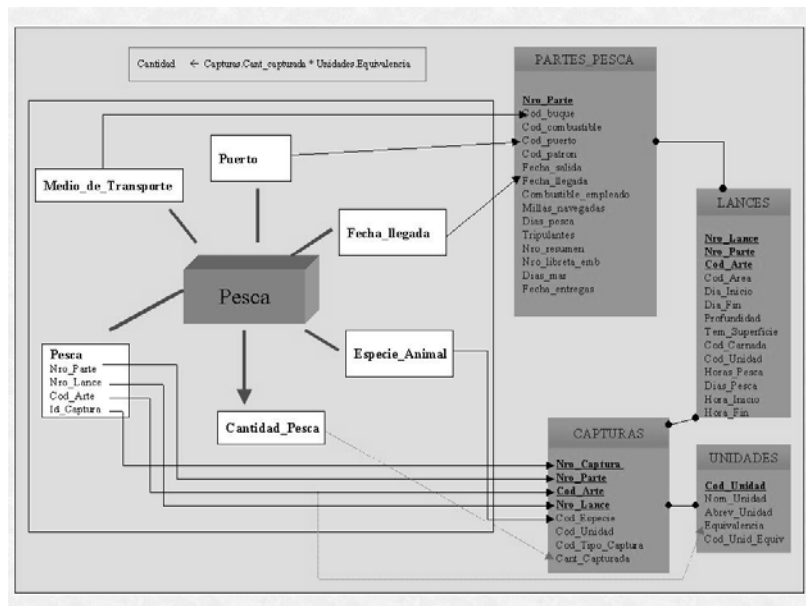 Cantidad ← Capturas.Cant_capturada * Unidades.Equivalencia
PARTES_PESCA
Nro_Parte
Cod_buque
Cod_combustible
Cod_puerto
Cod_patron
Fecha_salida
Fecha_llegada
Combustible_empleado
Millas_navegadas
Dias_pesca
Tripulantes
Nro_resumen
Nro_libreta_emb
Dias_mar
Fecha_entregas
Puerto
Medio_de_Transporte
Fecha_llegada
Pesca
Especie_Animal
Cantidad_Pesca
Pesca
Nro_Parte
Nro_Lance
Cod_Arte
Id_Captura
LANCES
Nro_Lance
Nro_Parte
Cod_Arte
Cod_Area
Dia_Inicio
Dia_Fin
Profundidad
Tem_Superficie
Cod_Carnada
Cod_Unidad
Horas_Pesca
Dias_Pesca
Hora_Inicio
Hora_Fin
CAPTURAS
Nro_Captura
Nro_Parte
Cod_Arte
Nro_Lance
Cod_Especie
Cod_Unidad
Cod_Tipo_Captura
Cant_Capturada
UNIDADES
Cod_Unidad
Nom_Unidad
Abrev_Unidad
Equivalencia
Cod_Unid_Equiv